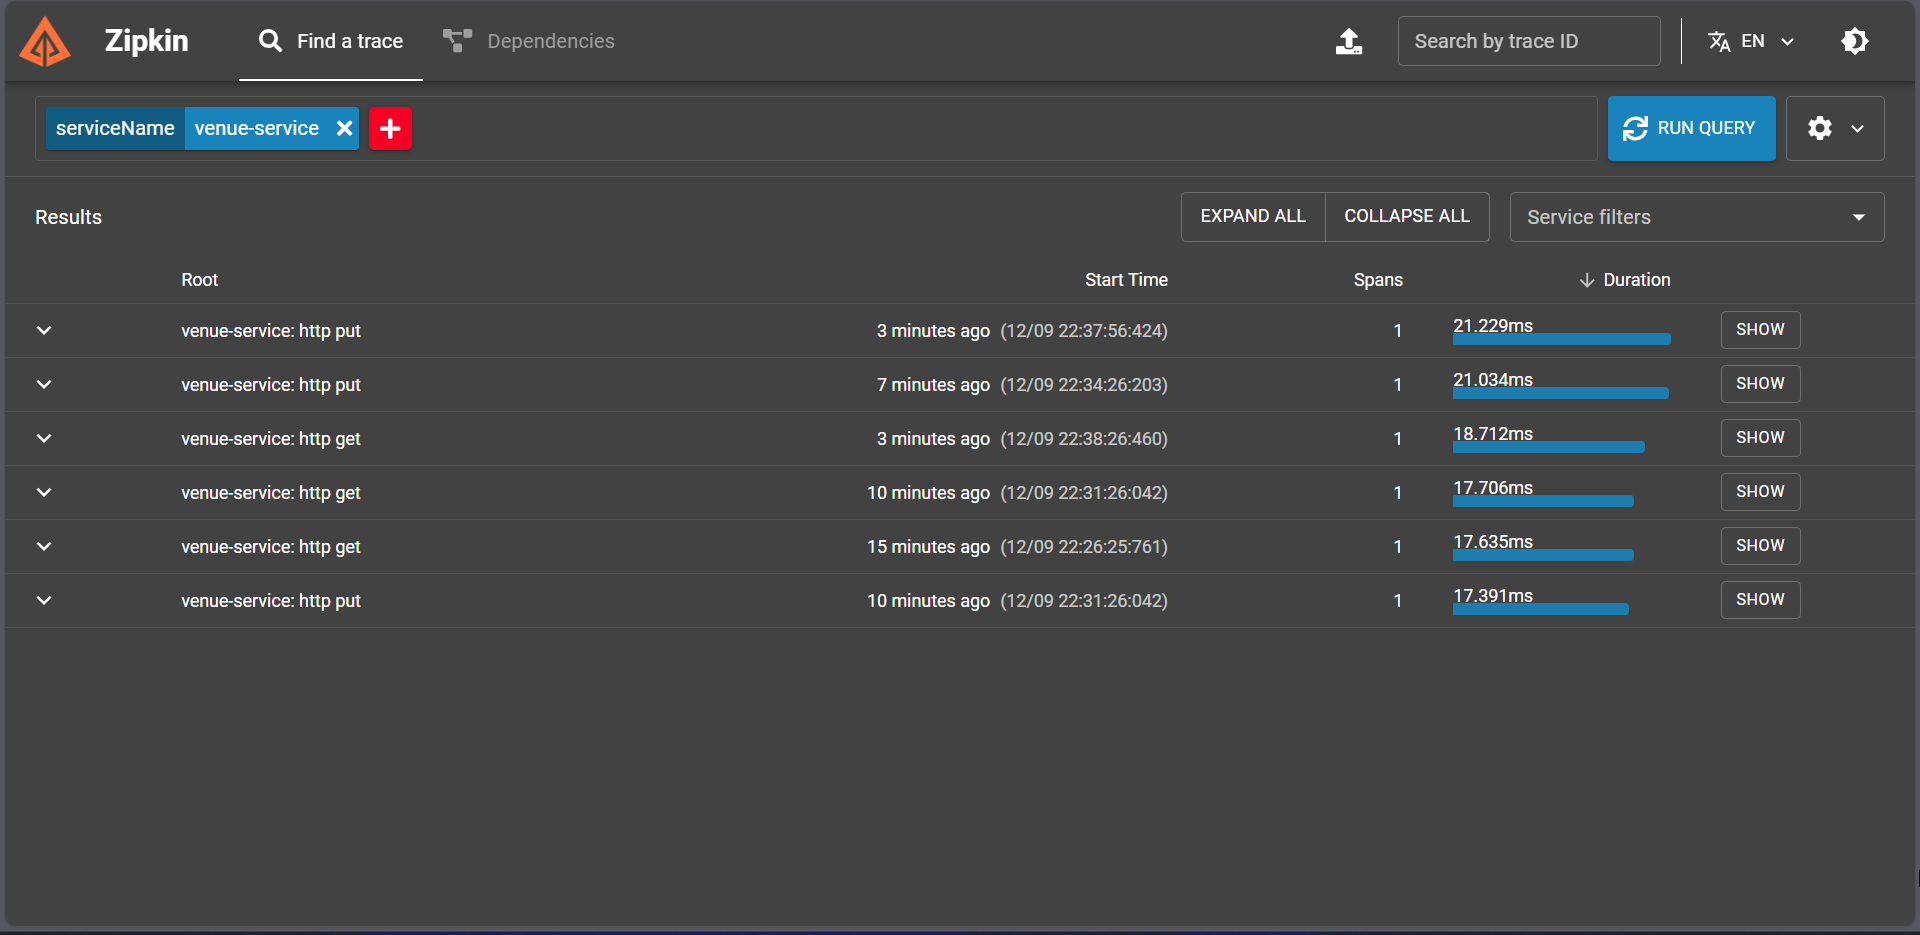 Zipkin Find a trace Dependencies Search by trace ID EN
serviceName venue-service RUN QUERY
Results EXPAND ALL COLLAPSE ALL Service filters
Root Start Time Spans Duration
venue-service: http put 3 minutes ago (12/09 22:37:56:424) 1 21.229ms SHOW
venue-service: http put 7 minutes ago (12/09 22:34:26:203) 1 21.034ms SHOW
venue-service: http get 3 minutes ago (12/09 22:38:26:460) 1 18.712ms SHOW
venue-service: http get 10 minutes ago (12/09 22:31:26:042) 1 17.706ms SHOW
venue-service: http get 15 minutes ago (12/09 22:26:25:761) 1 17.635ms SHOW
venue-service: http put 10 minutes ago (12/09 22:31:26:042) 1 17.391ms SHOW